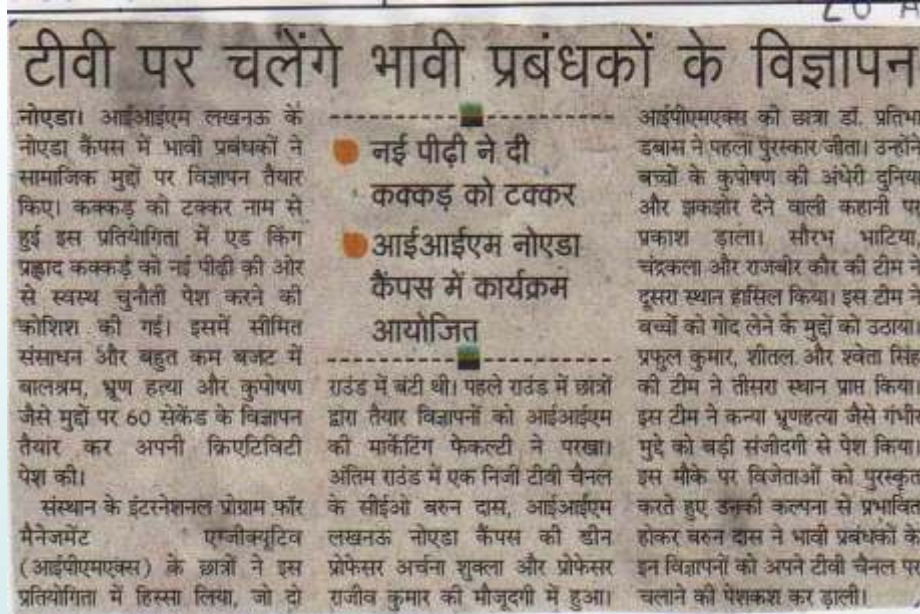 20 A
टीवी पर चलेंगे भावी प्रबंधकों के विज्ञापन
नोएडा। आईआईएम लखनऊ के
नोएडा कैंपस में भावी प्रबंधकों ने
सामाजिक मुद्दों पर विज्ञापन तैयार
किए। कक्कड़ को टक्कर नाम से
हुई इस प्रतियोगिता में एड किंग
प्रह्लाद कक्कड़ को नई पीढ़ी की ओर
से स्वस्थ चुनौती पेश करने की
कोशिश की गई। इसमें सीमित
संसाधन और बहुत कम बजट में
बालश्रम, भ्रूण हत्या और कुपोषण
जैसे मुद्दों पर 60 सेकेंड के विज्ञापन
तैयार कर अपनी क्रिएटिविटी
पेश की।
संस्थान के इंटरनेशनल प्रोग्राम फॉर
मैनेजमेंट एग्जीक्यूटिव
(आईपीएमएक्स) के छात्रों ने इस
प्रतियोगिता में हिस्सा लिया, जो दो
नई पीढ़ी ने दी
कक्कड़ को टक्कर
आईआईएम नोएडा
कैंपस में कार्यक्रम
आयोजित
राउंड में बंटी थी। पहले राउंड में छात्रों
द्वारा तैयार विज्ञापनों को आईआईएम
की मार्केटिंग फेकल्टी ने परखा।
अंतिम राउंड में एक निजी टीवी चैनल
के सीईओ बरुन दास, आईआईएम
लखनऊ नोएडा कैंपस की डीन
प्रोफेसर अर्चना शुक्ला और प्रोफेसर
राजीव कुमार की मौजूदगी में हुआ।
आईपीएमएक्स की छात्रा डॉ. प्रतिभा
डबास ने पहला पुरस्कार जीता। उन्होंने
बच्चों के कुपोषण की अंधेरी दुनिया
और झकझोर देने वाली कहानी पर
प्रकाश डाला। सौरभ भाटिया,
चंद्रकला और राजबीर कौर की टीम ने
दूसरा स्थान हासिल किया। इस टीम ने
बच्चों को गोद लेने के मुद्दों को उठाया।
प्रफुल कुमार, शीतल और श्वेता सिंह
की टीम ने तीसरा स्थान प्राप्त किया।
इस टीम ने कन्या भ्रूणहत्या जैसे गंभीर
मुद्दे को बड़ी संजीदगी से पेश किया।
इस मौके पर विजेताओं को पुरस्कृत
करते हुए उनकी कल्पना से प्रभावित
होकर बरुन दास ने भावी प्रबंधकों के
इन विज्ञापनों को अपने टीवी चैनल पर
चलाने की पेशकश कर डाली।